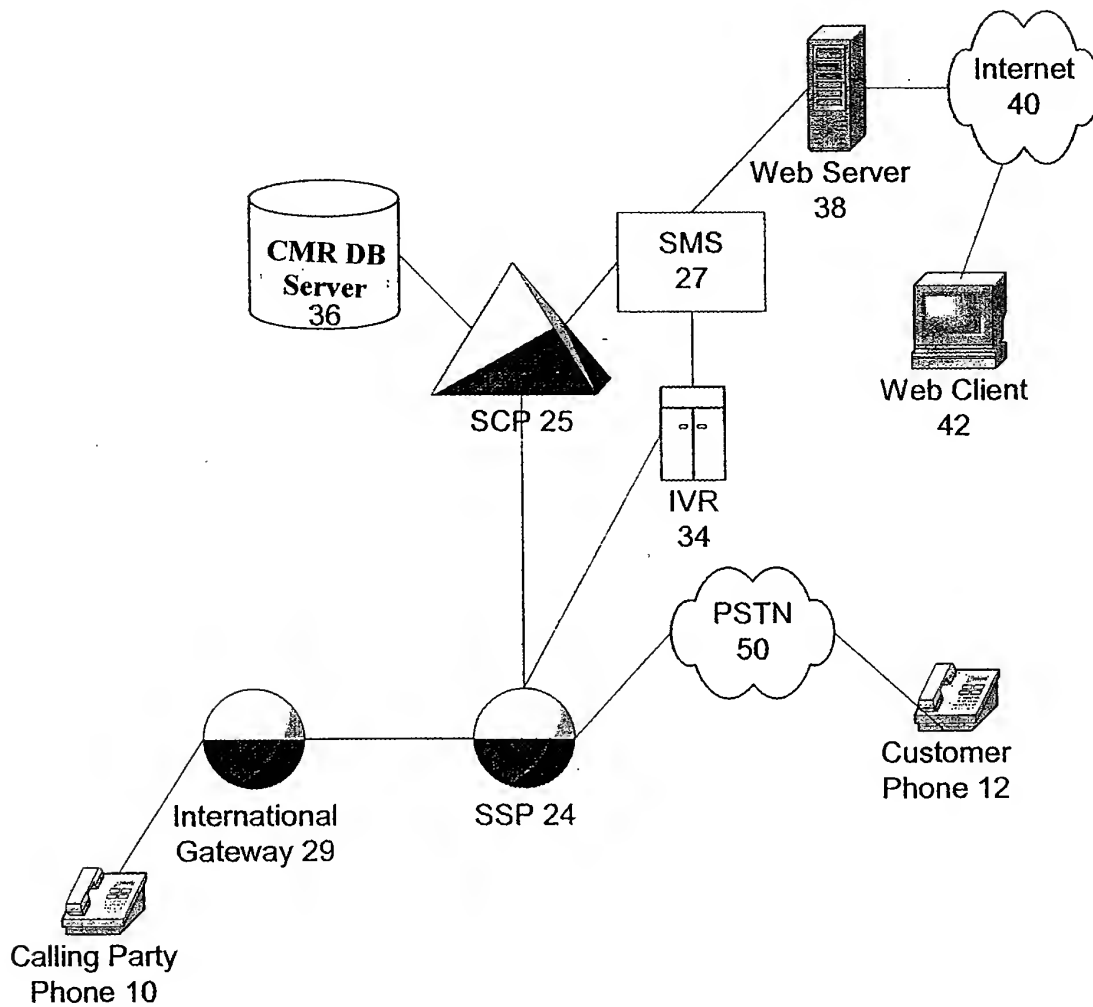 Internet
40
Web Server
38
CMR DB
Server
36
SMS
27
Web Client
42
SCP 25
IVR
34
PSTN
50
Customer
Phone 12
International
Gateway 29
SSP 24
Calling Party
Phone 10